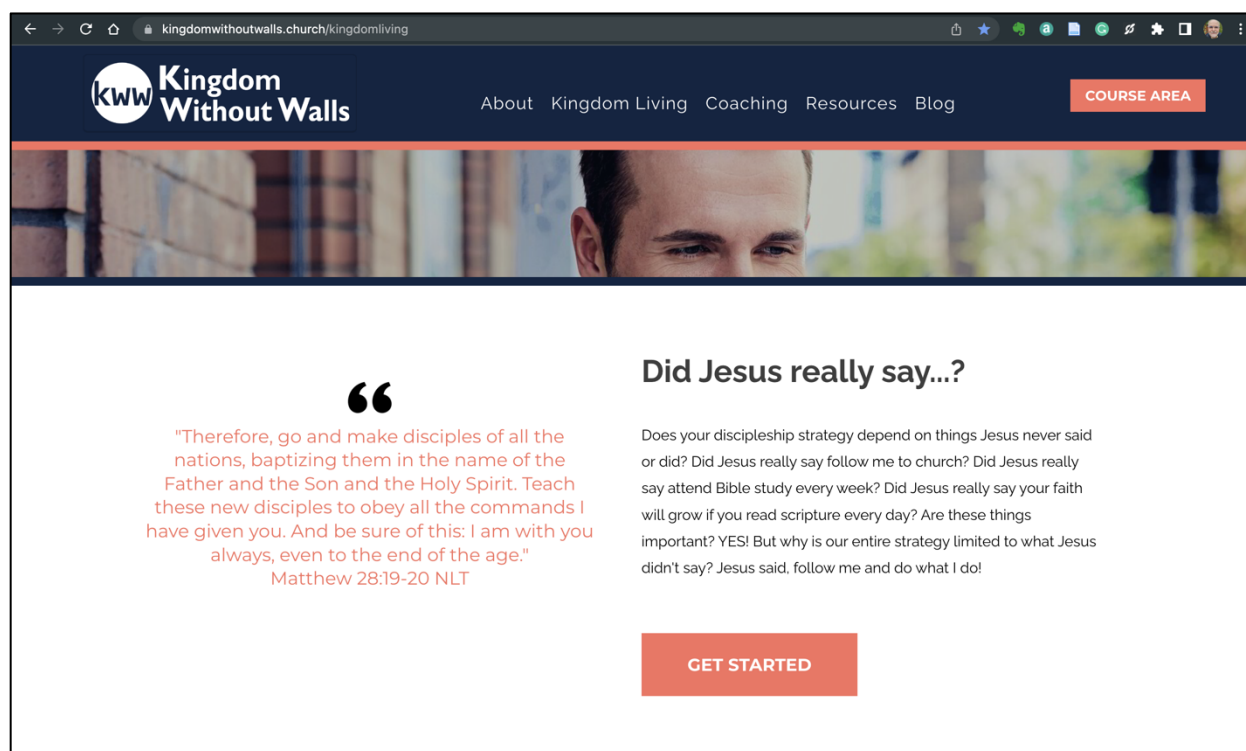 kingdomwithoutwalls.church/kingdomliving
kww
Kingdom
Without Walls
About Kingdom Living Coaching Resources Blog
COURSE AREA
"Therefore, go and make disciples of all the
nations, baptizing them in the name of the
Father and the Son and the Holy Spirit. Teach
these new disciples to obey all the commands I
have given you. And be sure of this: I am with you
always, even to the end of the age."
Matthew 28:19-20 NLT
Did Jesus really say...?
Does your discipleship strategy depend on things Jesus never said
or did? Did Jesus really say follow me to church? Did Jesus really
say attend Bible study every week? Did Jesus really say your faith
will grow if you read scripture every day? Are these things
important? YES! But why is our entire strategy limited to what Jesus
didn't say? Jesus said, follow me and do what I do!
GET STARTED